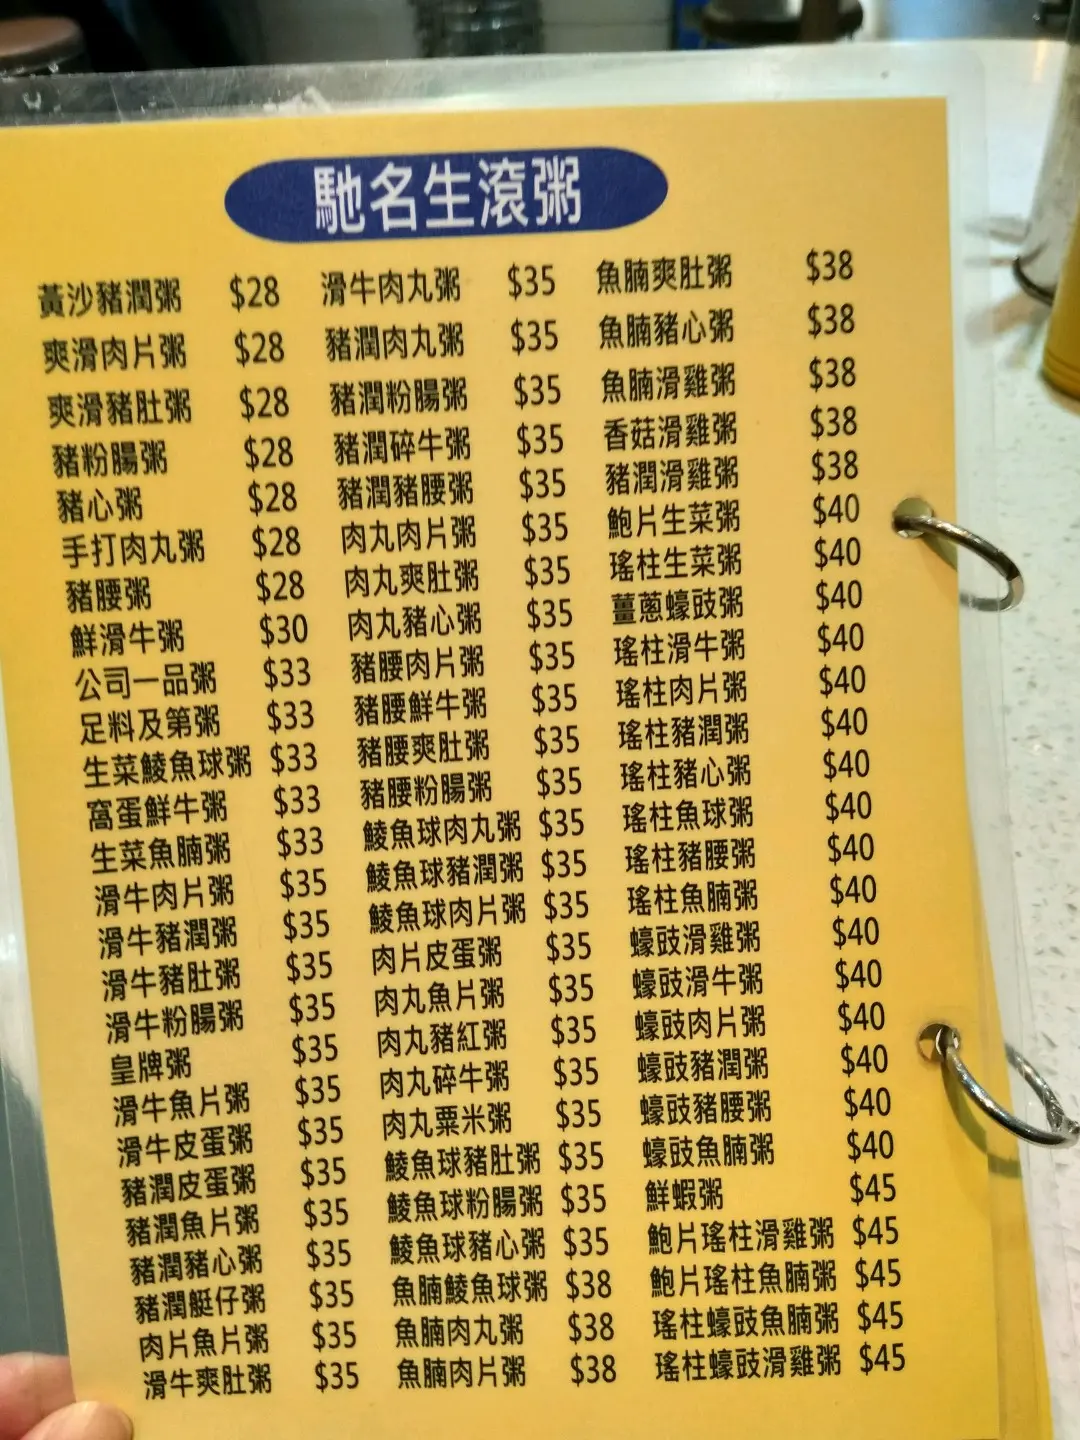 馳名生滾粥
黃沙豬潤粥 $28
爽滑肉片粥 $28
爽滑豬肚粥 $28
豬粉腸粥 $28
豬心粥 $28
手打肉丸粥 $28
豬腰粥 $28
鮮滑牛粥 $30
公司一品粥 $33
足料及第粥 $33
生菜鯪魚球粥 $33
窩蛋鮮牛粥 $33
生菜魚腩粥 $33
滑牛肉片粥 $35
滑牛豬潤粥 $35
滑牛豬肚粥 $35
滑牛粉腸粥 $35
皇牌粥 $35
滑牛魚片粥 $35
滑牛皮蛋粥 $35
豬潤皮蛋粥 $35
豬潤魚片粥 $35
豬潤豬心粥 $35
豬潤艇仔粥 $35
肉片魚片粥 $35
滑牛爽肚粥 $35
滑牛肉丸粥 $35
豬潤肉丸粥 $35
豬潤粉腸粥 $35
豬潤碎牛粥 $35
豬潤豬腰粥 $35
肉丸肉片粥 $35
肉丸爽肚粥 $35
肉丸豬心粥 $35
豬腰肉片粥 $35
豬腰鮮牛粥 $35
豬腰爽肚粥 $35
豬腰粉腸粥 $35
鯪魚球肉丸粥 $35
鯪魚球豬潤粥 $35
鯪魚球肉片粥 $35
肉片皮蛋粥 $35
肉丸魚片粥 $35
肉丸豬紅粥 $35
肉丸碎牛粥 $35
肉丸粟米粥 $35
鯪魚球豬肚粥 $35
鯪魚球粉腸粥 $35
鯪魚球豬心粥 $35
魚腩鯪魚球粥 $38
魚腩肉丸粥 $38
魚腩肉片粥 $38
魚腩爽肚粥 $38
魚腩豬心粥 $38
魚腩滑雞粥 $38
香菇滑雞粥 $38
豬潤滑雞粥 $38
鮑片生菜粥 $40
瑤柱生菜粥 $40
薑蔥蠔豉粥 $40
瑤柱滑牛粥 $40
瑤柱肉片粥 $40
瑤柱豬潤粥 $40
瑤柱豬心粥 $40
瑤柱魚球粥 $40
瑤柱豬腰粥 $40
瑤柱魚腩粥 $40
蠔豉滑雞粥 $40
蠔豉滑牛粥 $40
蠔豉肉片粥 $40
蠔豉豬潤粥 $40
蠔豉豬腰粥 $40
蠔豉魚腩粥 $40
鮮蝦粥 $45
鮑片瑤柱滑雞粥 $45
鮑片瑤柱魚腩粥 $45
瑤柱蠔豉魚腩粥 $45
瑤柱蠔豉滑雞粥 $45